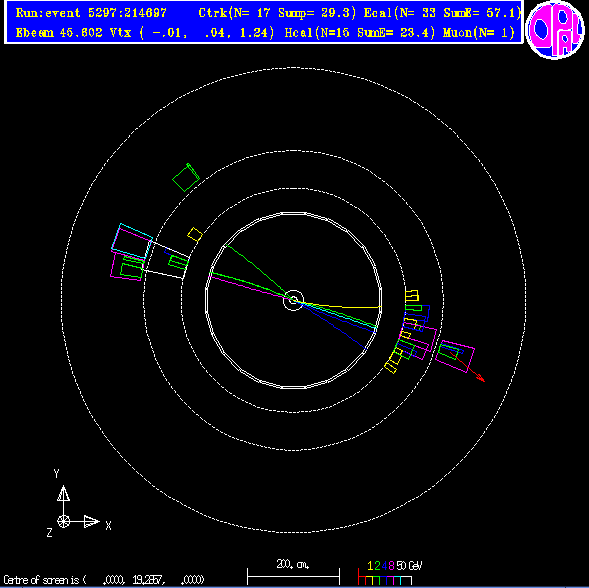 Run:event 5297:214697 Ctrk(N= 17 Sump= 29.3) Ecal(N= 33 SumE= 57.1)
Ebeam 45.602 Vtx ( -.01, .04, 1.24) Hcal(N=15 SumE= 23.4) Muon(N= 1)
OPAL
Y
X
Z
200. cm.
1 2 4 8 50 GeV
Centre of screen is ( .0000, 19.2857, .0000)